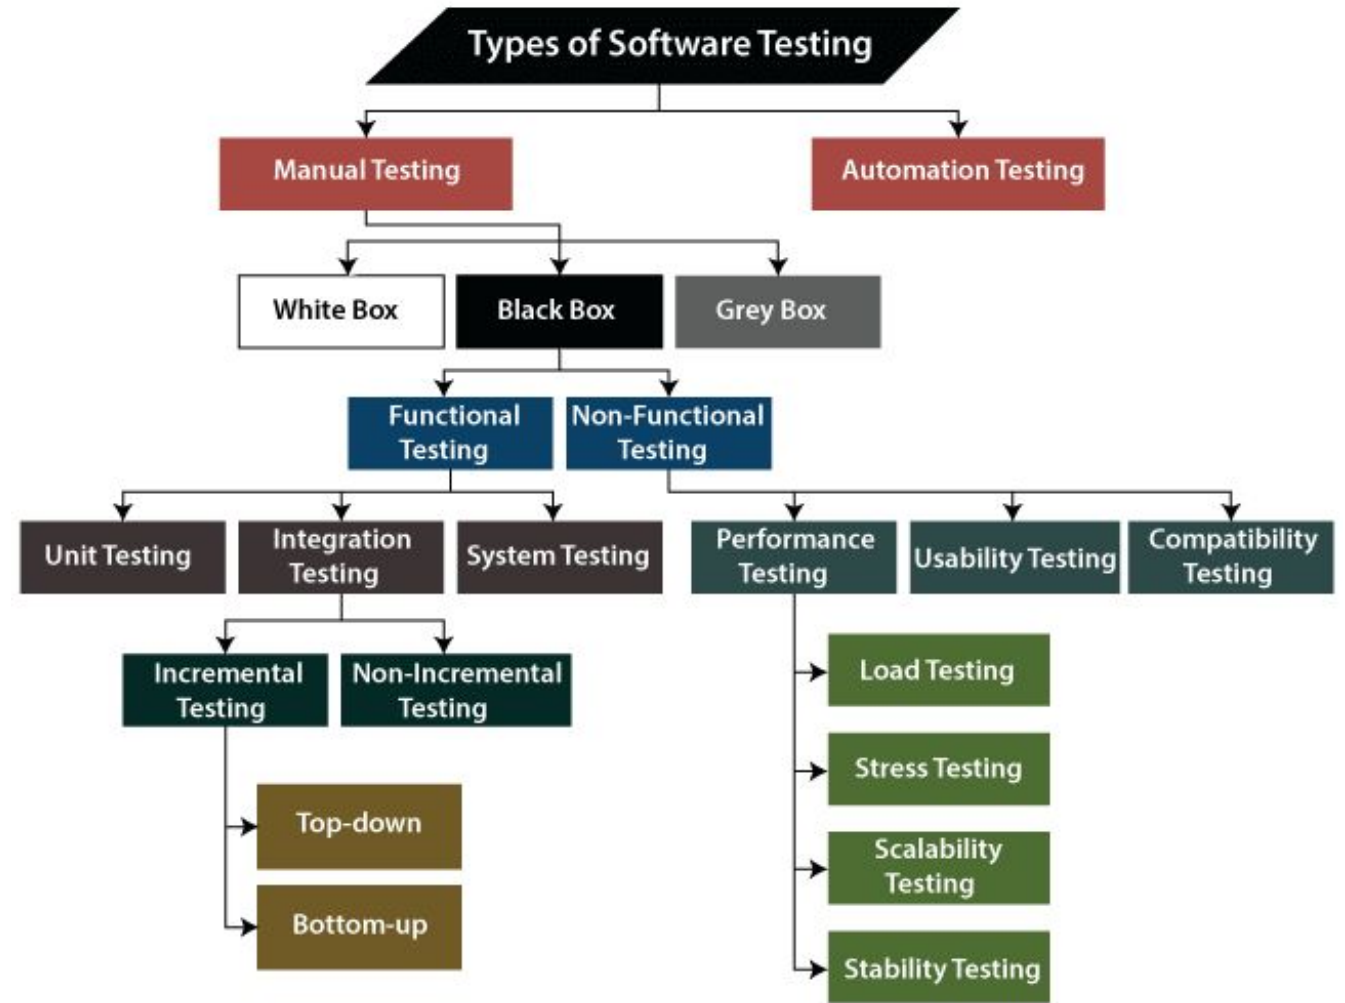 Types of Software Testing
Manual Testing
Automation Testing
White Box
Black Box
Grey Box
Functional
Testing
Non-Functional
Testing
Unit Testing
Integration
Testing
System Testing
Performance
Testing
Usability Testing
Compatibility
Testing
Incremental
Testing
Non-Incremental
Testing
Load Testing
Stress Testing
Scalability
Testing
Stability Testing
Top-down
Bottom-up